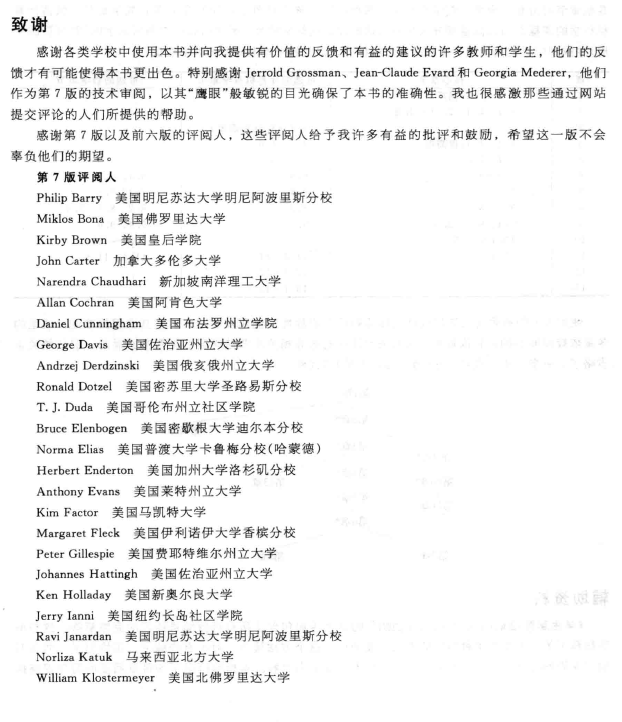 致谢
感谢各类学校中使用本书并向我提供有价值的反馈和有益的建议的许多教师和学生，他们的反
馈才有可能使得本书更出色。特别感谢 Jerrold Grossman、Jean-Claude Evard 和 Georgia Mederer，他们
作为第 7 版的技术审阅，以其“鹰眼”般敏锐的目光确保了本书的准确性。我也很感激那些通过网站
提交评论的人们所提供的帮助。
感谢第 7 版以及前六版的评阅人，这些评阅人给予我许多有益的批评和鼓励，希望这一版不会
辜负他们的期望。
第 7 版评阅人
Philip Barry 美国明尼苏达大学明尼阿波里斯分校
Miklos Bona 美国佛罗里达大学
Kirby Brown 美国皇后学院
John Carter 加拿大多伦多大学
Narendra Chaudhari 新加坡南洋理工大学
Allan Cochran 美国阿肯色大学
Daniel Cunningham 美国布法罗州立学院
George Davis 美国佐治亚州立大学
Andrzej Derdzinski 美国俄亥俄州立大学
Ronald Dotzel 美国密苏里大学圣路易斯分校
T. J. Duda 美国哥伦布州立社区学院
Bruce Elenbogen 美国密歇根大学迪尔本分校
Norma Elias 美国普渡大学卡鲁梅分校(哈蒙德)
Herbert Enderton 美国加州大学洛杉矶分校
Anthony Evans 美国莱特州立大学
Kim Factor 美国马凯特大学
Margaret Fleck 美国伊利诺伊大学香槟分校
Peter Gillespie 美国费耶特维尔州立大学
Johannes Hattingh 美国佐治亚州立大学
Ken Holladay 美国新奥尔良大学
Jerry Ianni 美国纽约长岛社区学院
Ravi Janardan 美国明尼苏达大学明尼阿波里斯分校
Norliza Katuk 马来西亚北方大学
William Klostermeyer 美国北佛罗里达大学